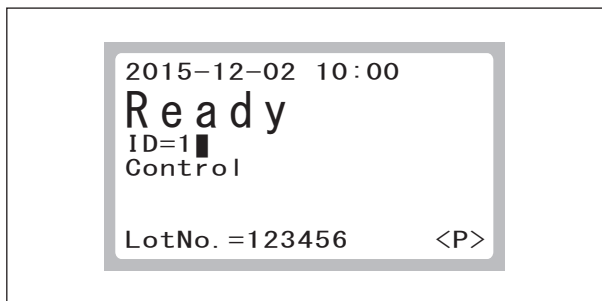 2015-12-02 10:00
Ready
ID=1
Control
LotNo.=123456 <P>